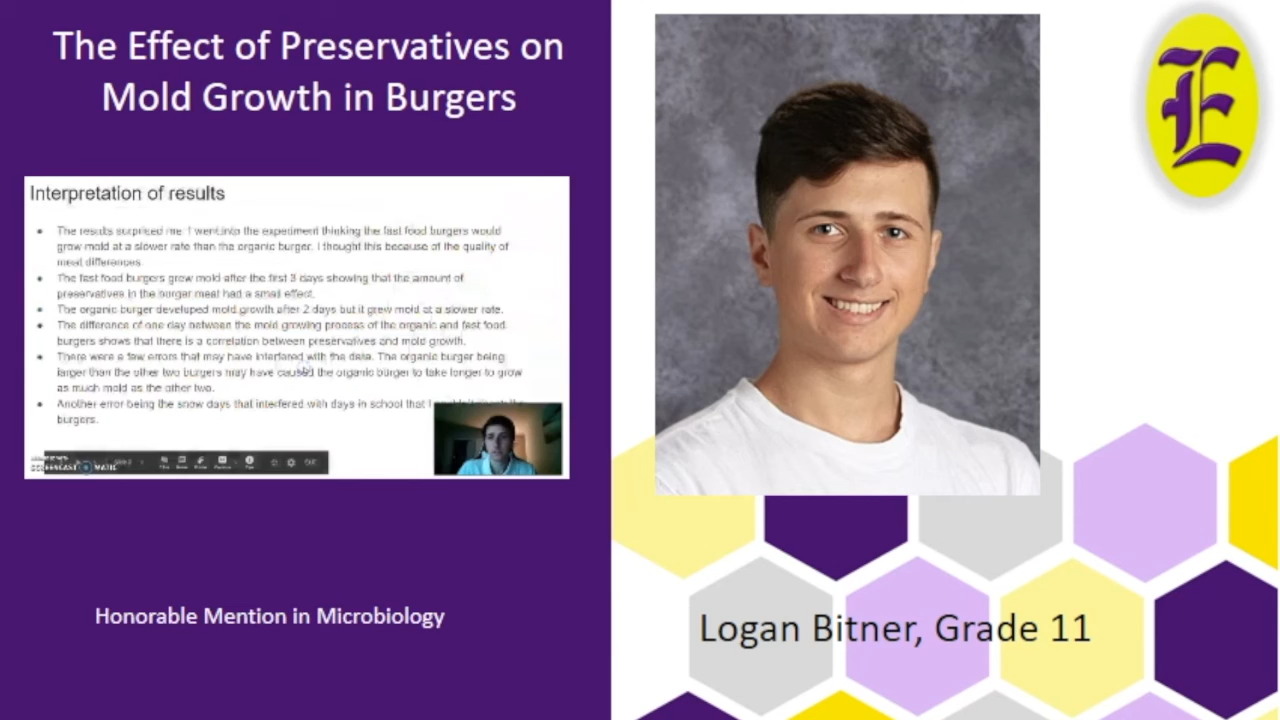 The Effect of Preservatives on
Mold Growth in Burgers
Interpretation of results
The results surprised me. I went into the experiment thinking the fast food burgers would
grow mold at a slower rate than the organic burger. I thought this because of the quality of
meat differences.
The fast food burgers grew mold after the first 3 days showing that the amount of
preservatives in the burger meat had a small effect.
The organic burger developed mold growth after 2 days but it grew mold at a slower rate.
The difference of one day between the mold growing process of the organic and fast food
burgers shows that there is a correlation between preservatives and mold growth.
There were a few errors that may have interfered with the data. The organic burger being
larger than the other two burgers may have caused the organic burger to take longer to grow
as much mold as the other two.
Another error being the snow days that interfered with days in school that I
burgers.
SCREENCAST MATIC
Honorable Mention in Microbiology
E
Logan Bitner, Grade 11